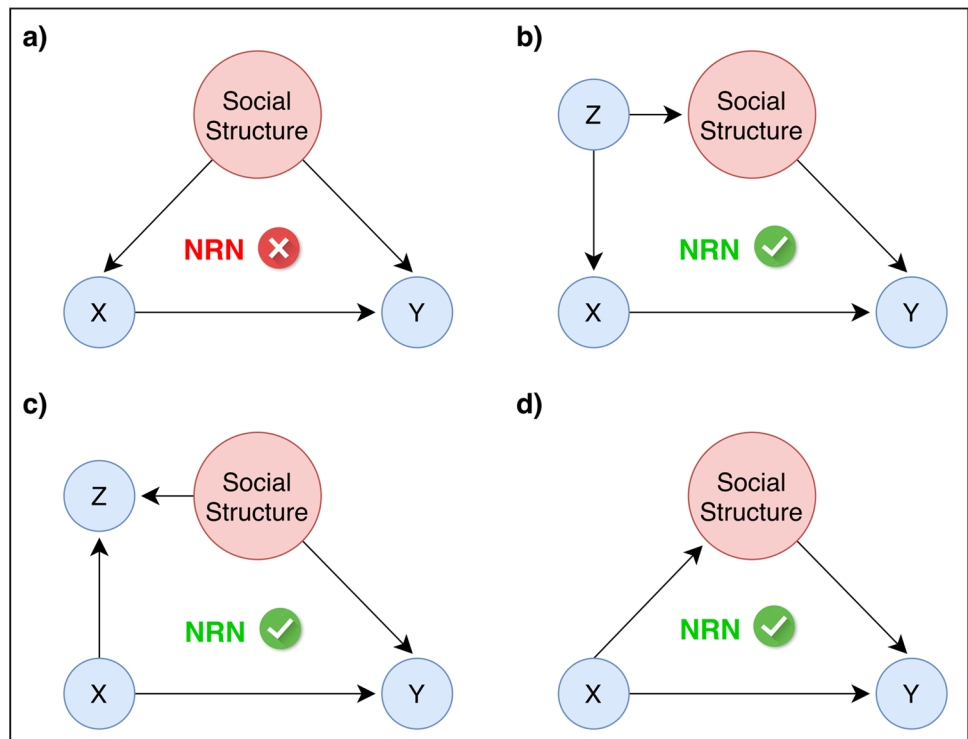 a)
Social
Structure
NRN
X
Y
b)
Z
Social
Structure
NRN
X
Y
c)
Z
Social
Structure
NRN
X
Y
d)
Social
Structure
NRN
X
Y